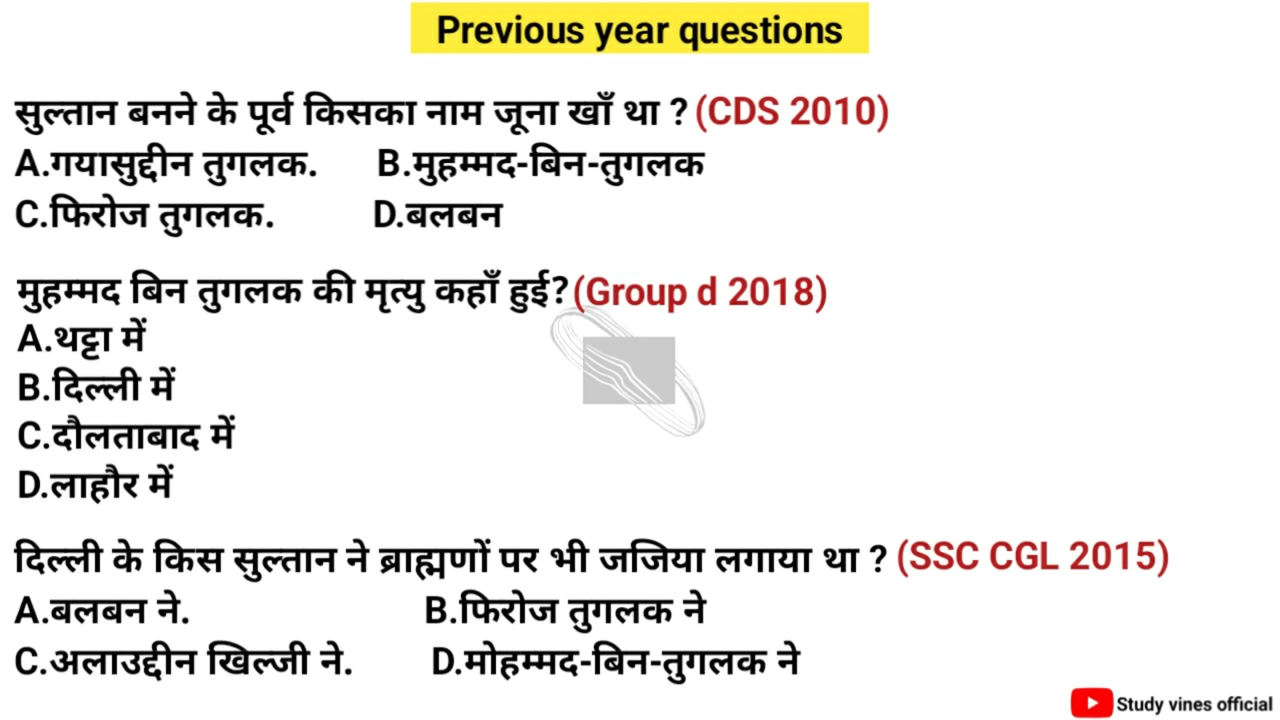 Previous year questions
सुल्तान बनने के पूर्व किसका नाम जूना खाँ था ? (CDS 2010)
A.गयासुद्दीन तुगलक. B.मुहम्मद-बिन-तुगलक
C.फिरोज तुगलक. D.बलबन
मुहम्मद बिन तुगलक की मृत्यु कहाँ हुई? (Group d 2018)
A.थट्टा में
B.दिल्ली में
C.दौलताबाद में
D.लाहौर में
दिल्ली के किस सुल्तान ने ब्राह्मणों पर भी जजिया लगाया था ? (SSC CGL 2015)
A.बलबन ने. B.फिरोज तुगलक ने
C.अलाउद्दीन खिल्जी ने. D.मोहम्मद-बिन-तुगलक ने
Study vines official